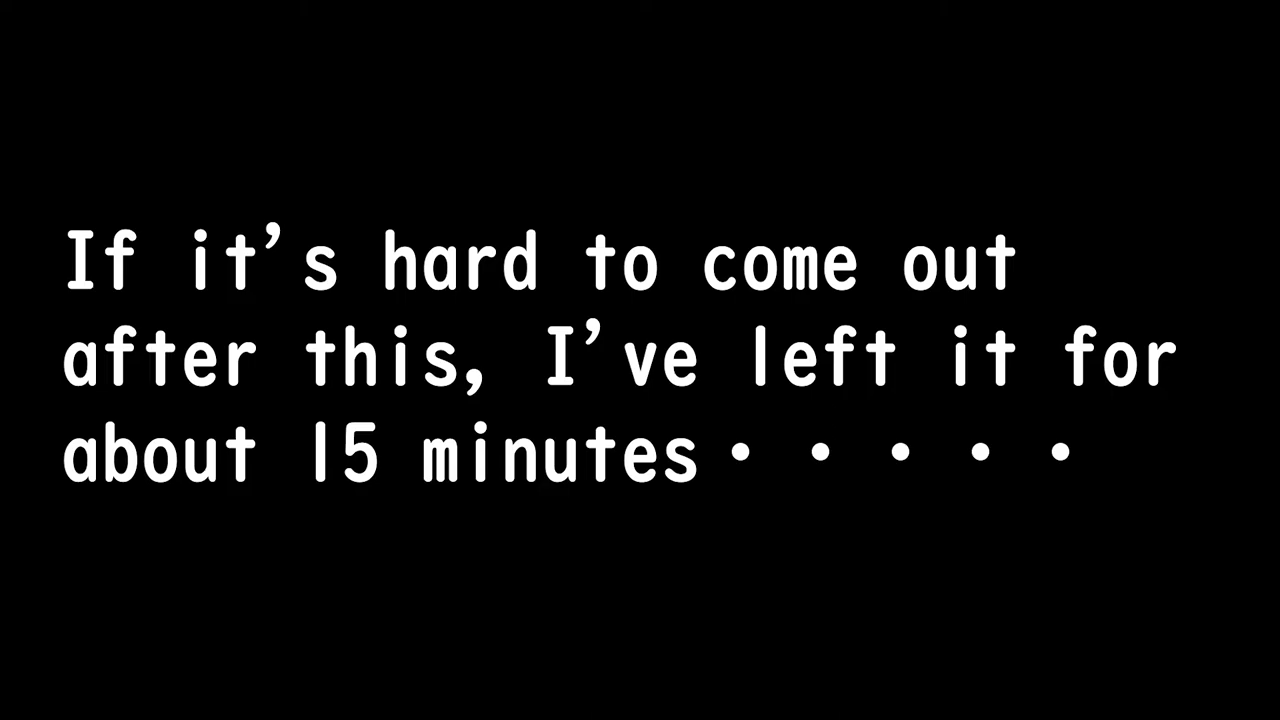 If it’s hard to come out
after this, I’ve left it for
about 15 minutes・・・・・